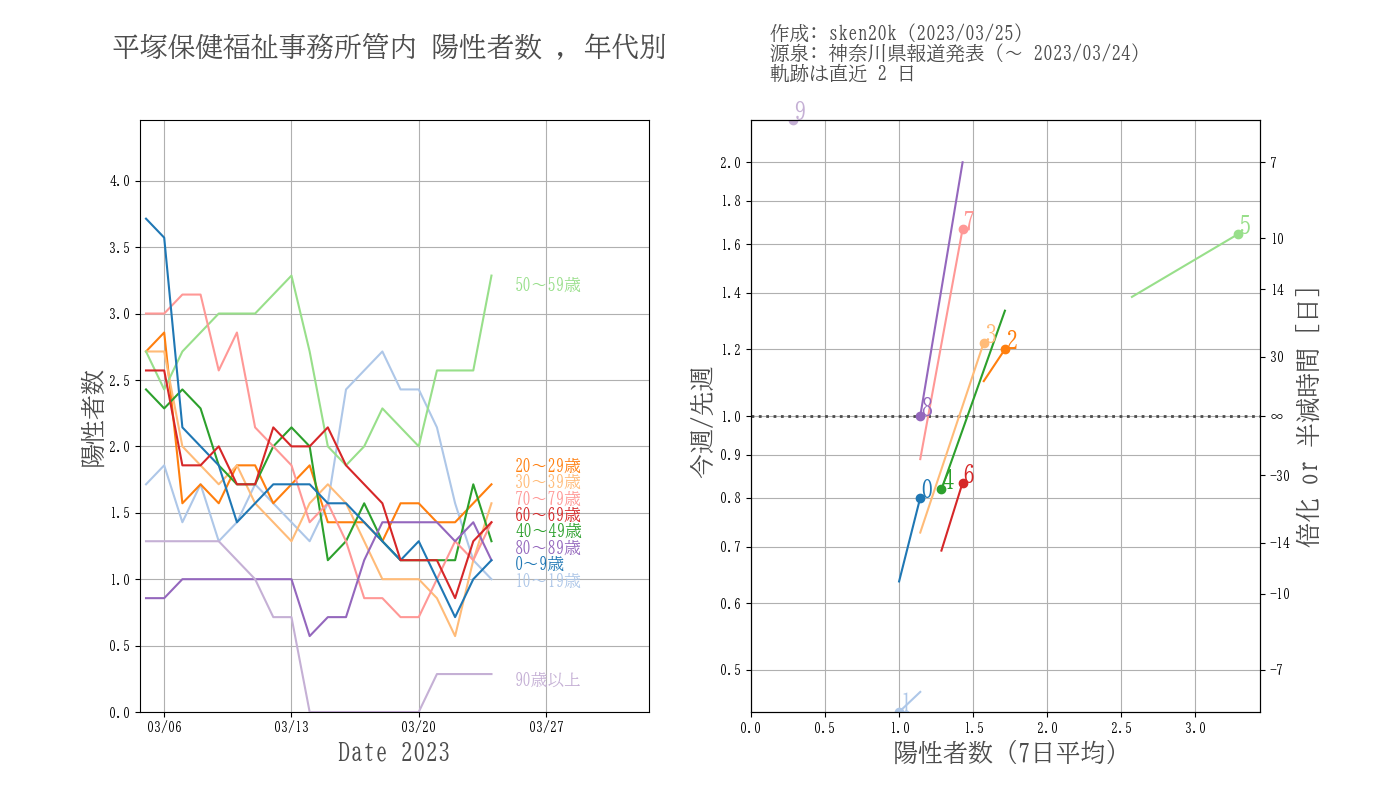 平塚保健福祉事務所管内 陽性者数 , 年代別
作成: sken20k (2023/03/25)
源泉: 神奈川県報道発表 (～ 2023/03/24)
軌跡は直近 2 日
陽性者数
4.0
3.5
3.0
2.5
2.0
1.5
1.0
0.5
0.0
50～59歳
20～29歳
30～39歳
70～79歳
60～69歳
40～49歳
80～89歳
0～9歳
10～19歳
90歳以上
03/06
03/13
03/20
03/27
Date 2023
今週/先週
2.0
1.8
1.6
1.4
1.2
1.0
0.9
0.8
0.7
0.6
0.5
9
7
5
3
2
8
6
4
0
1
0.0
0.5
1.0
1.5
2.0
2.5
3.0
陽性者数 (7日平均)
7
10
14
30
∞
-30
-14
-10
-7
倍化 or 半減時間 [日]